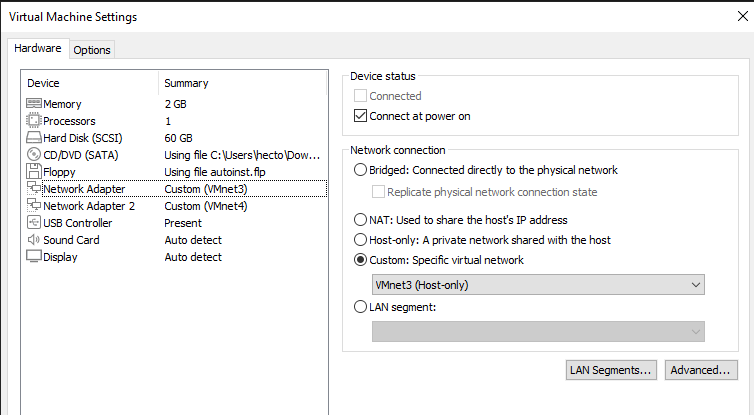 Virtual Machine Settings
Hardware
Options
Device Summary
Memory 2 GB
Processors 1
Hard Disk (SCSI) 60 GB
CD/DVD (SATA) Using file C:\Users\hecto\Dow...
Floppy Using file autoinst.flp
Network Adapter Custom (VMnet3)
Network Adapter 2 Custom (VMnet4)
USB Controller Present
Sound Card Auto detect
Display Auto detect
Device status
Connected
Connect at power on
Network connection
Bridged: Connected directly to the physical network
Replicate physical network connection state
NAT: Used to share the host's IP address
Host-only: A private network shared with the host
Custom: Specific virtual network
VMnet3 (Host-only)
LAN segment:
LAN Segments...
Advanced...